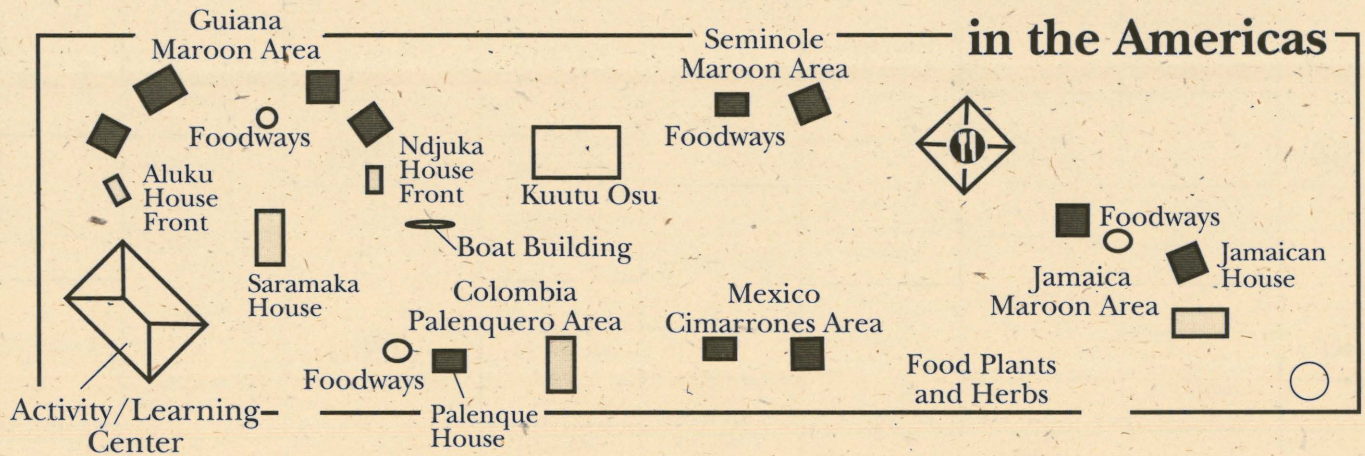 in the Americas
Guiana
Maroon Area
Foodways
Aluku
House
Front
Ndjuka
House
Front
Saramaka
House
Boat Building
Kuutu Osu
Seminole
Maroon Area
Foodways
Foodways
Jamaican
House
Jamaica
Maroon Area
Colombia
Palenquero Area
Foodways
Palenque
House
Mexico
Cimarrones Area
Food Plants
and Herbs
Activity/Learning
Center